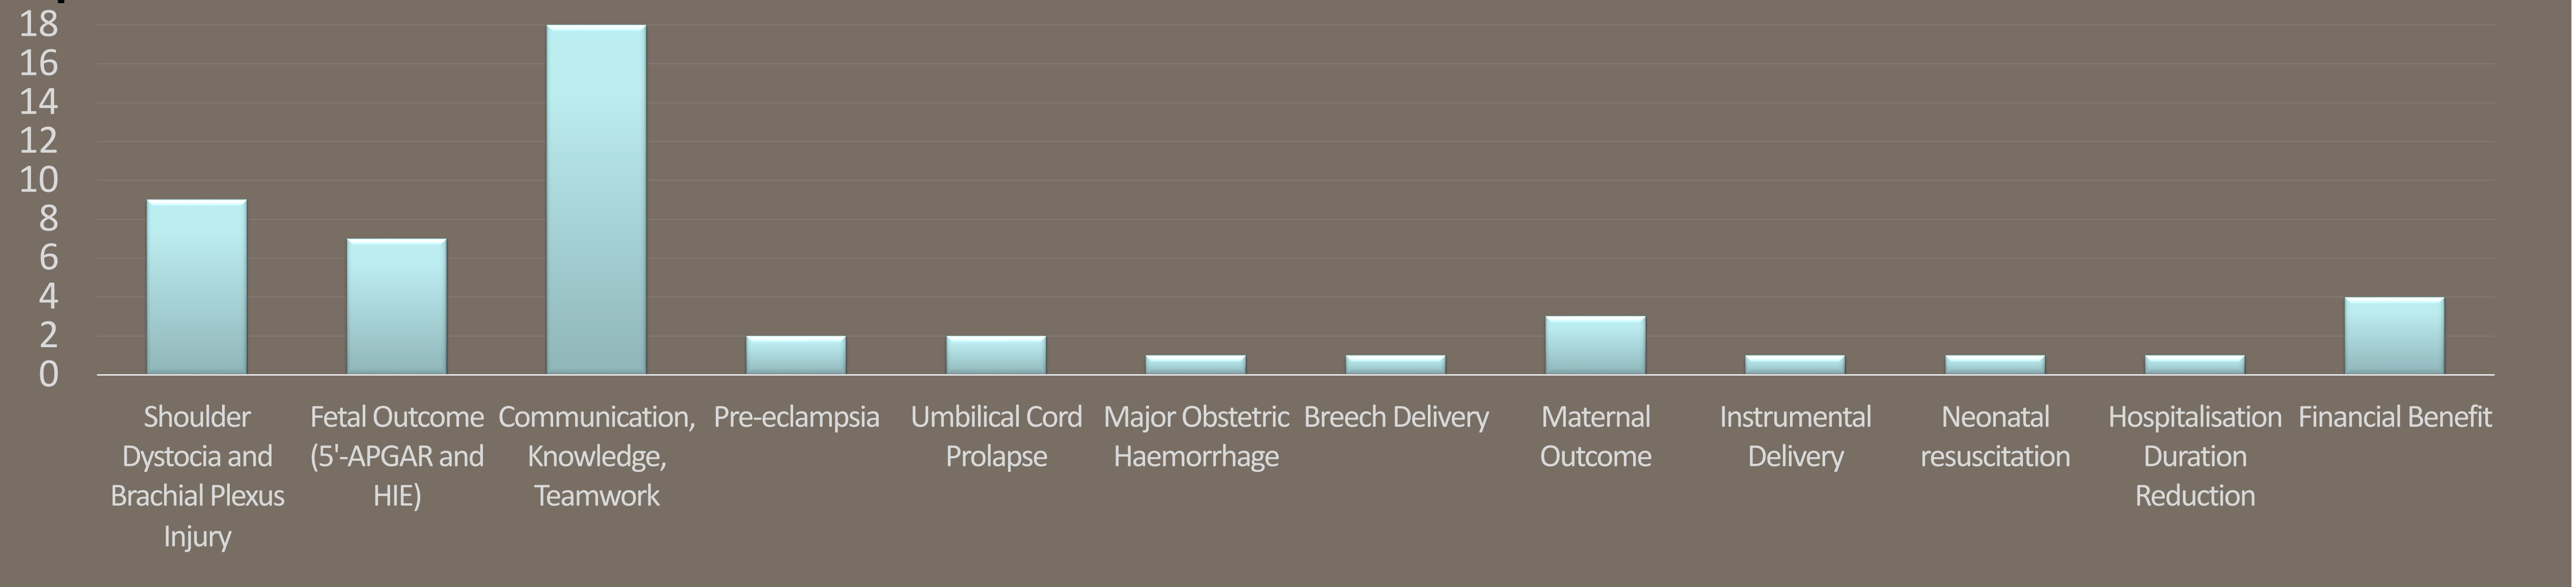 18
16
14
12
10
8
6
4
2
0
Shoulder
Dystocia and
Brachial Plexus
Injury
Fetal Outcome
(5'-APGAR and
HIE)
Communication,
Knowledge,
Teamwork
Pre-eclampsia
Umbilical Cord
Prolapse
Major Obstetric
Haemorrhage
Breech Delivery
Maternal
Outcome
Instrumental
Delivery
Neonatal
resuscitation
Hospitalisation
Duration
Reduction
Financial Benefit